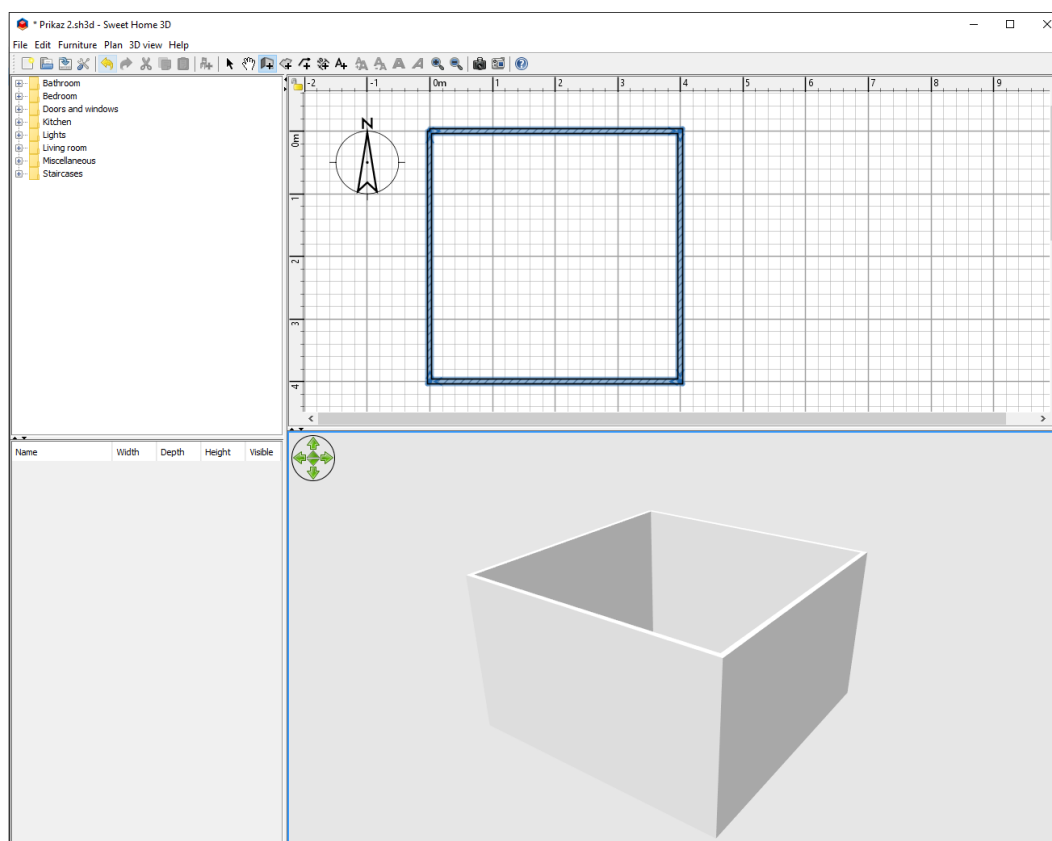 * Prikaz 2.sh3d - Sweet Home 3D
File Edit Furniture Plan 3D view Help
Bathroom
Bedroom
Doors and windows
Kitchen
Lights
Living room
Miscellaneous
Staircases
-2 -1 0m 1 2 3 4 5 6 7 8 9
0m
1
2
3
4
N
Name Width Depth Height Visible